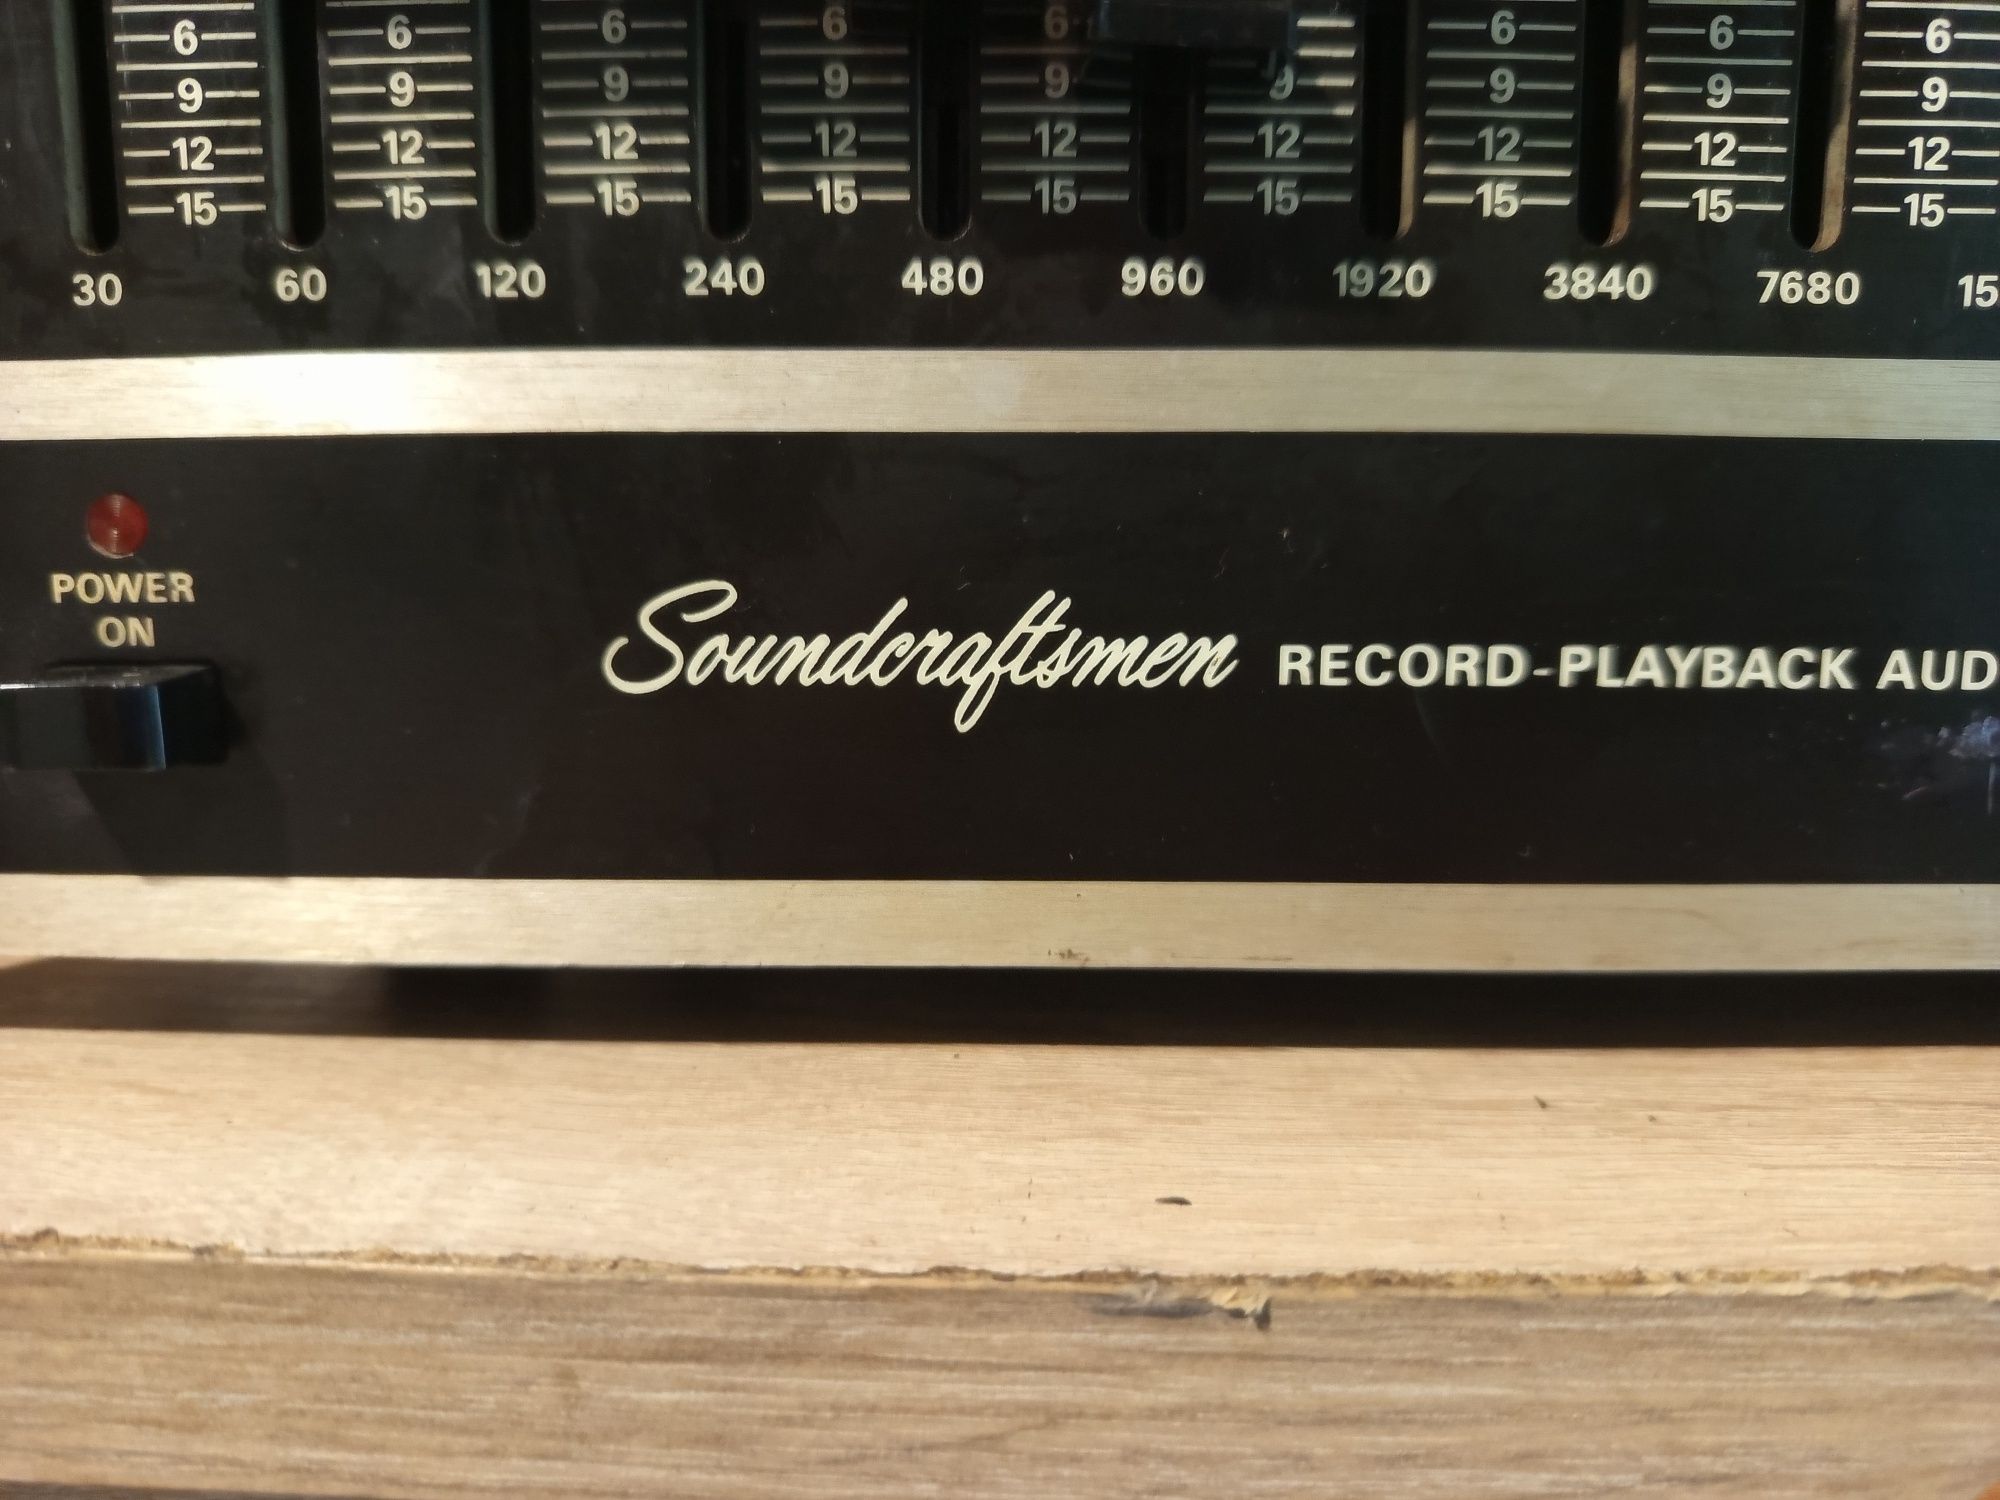 6 6 6 6 6 6 6 6
9 9 9 9 9 9 9 9 9
12 12 12 12 12 12 12 12 12
15 15 15 15 15 15 15 15 15
30 60 120 240 480 960 1920 3840 7680 15
POWER
ON
Soundcraftsmen RECORD-PLAYBACK AUD